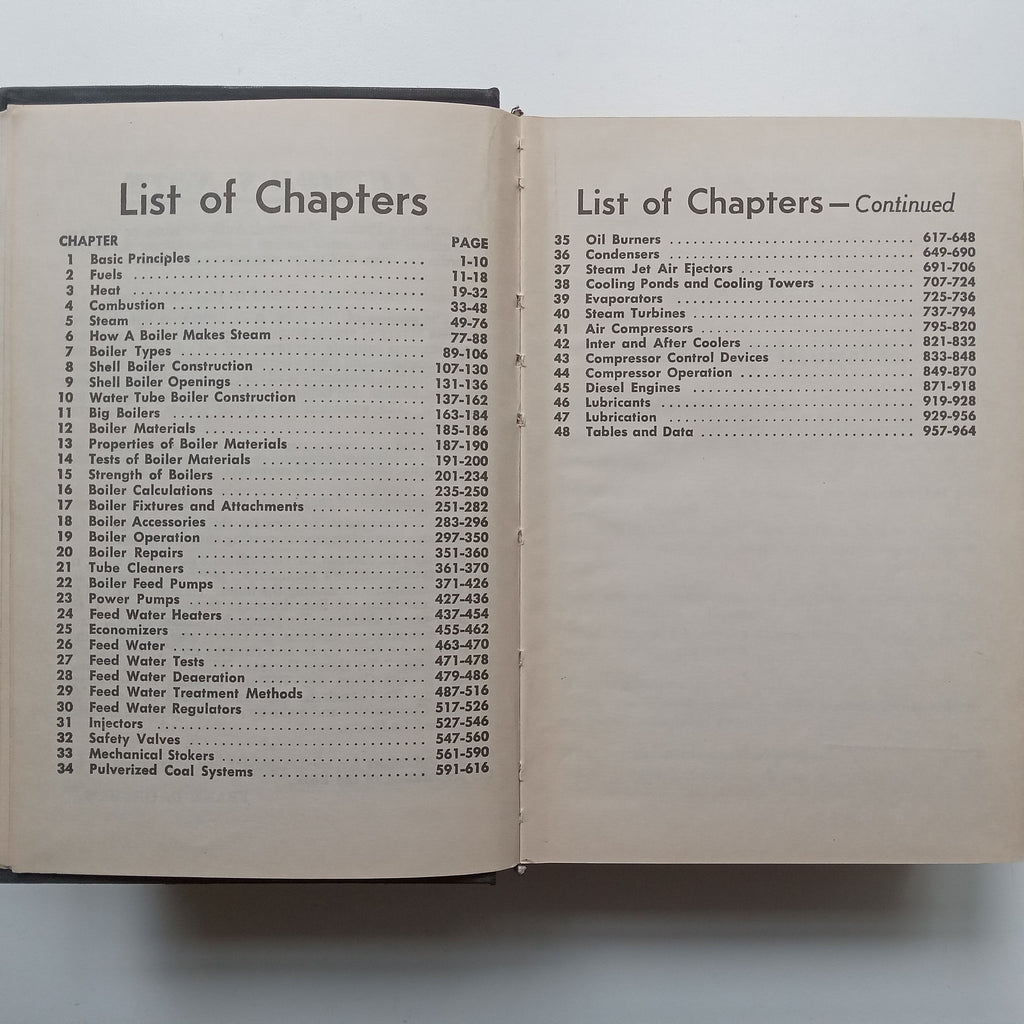 List of Chapters
CHAPTER PAGE
1 Basic Principles . . . . . . . . . . . . . . . . . . . . . . . . . . . . . . 1-10
2 Fuels . . . . . . . . . . . . . . . . . . . . . . . . . . . . . . 11-18
3 Heat . . . . . . . . . . . . . . . . . . . . . . . . . . . . . . 19-32
4 Combustion . . . . . . . . . . . . . . . . . . . . . . . . . . . . . . 33-48
5 Steam . . . . . . . . . . . . . . . . . . . . . . . . . . . . . . 49-76
6 How A Boiler Makes Steam . . . . . . . . . . . . . . . . . . . . 77-88
7 Boiler Types . . . . . . . . . . . . . . . . . . . . . . . . . . . . . . 89-106
8 Shell Boiler Construction . . . . . . . . . . . . . . . . . . . . 107-130
9 Shell Boiler Openings . . . . . . . . . . . . . . . . . . . . 131-136
10 Water Tube Boiler Construction . . . . . . . . . . . . . . . . 137-162
11 Big Boilers . . . . . . . . . . . . . . . . . . . . . . . . . . . . . . 163-184
12 Boiler Materials . . . . . . . . . . . . . . . . . . . . . . . . . . 185-186
13 Properties of Boiler Materials . . . . . . . . . . . . . . . . 187-190
14 Tests of Boiler Materials . . . . . . . . . . . . . . . . . . . . 191-200
15 Strength of Boilers . . . . . . . . . . . . . . . . . . . . . . . . 201-234
16 Boiler Calculations . . . . . . . . . . . . . . . . . . . . . . . . 235-250
17 Boiler Fixtures and Attachments . . . . . . . . . . . . . . 251-282
18 Boiler Accessories . . . . . . . . . . . . . . . . . . . . . . . . 283-296
19 Boiler Operation . . . . . . . . . . . . . . . . . . . . . . . . 297-350
20 Boiler Repairs . . . . . . . . . . . . . . . . . . . . . . . . . . 351-360
21 Tube Cleaners . . . . . . . . . . . . . . . . . . . . . . . . . . 361-370
22 Boiler Feed Pumps . . . . . . . . . . . . . . . . . . . . . . . . 371-426
23 Power Pumps . . . . . . . . . . . . . . . . . . . . . . . . . . 427-436
24 Feed Water Heaters . . . . . . . . . . . . . . . . . . . . . . 437-454
25 Economizers . . . . . . . . . . . . . . . . . . . . . . . . . . 455-462
26 Feed Water . . . . . . . . . . . . . . . . . . . . . . . . . . . . 463-470
27 Feed Water Tests . . . . . . . . . . . . . . . . . . . . . . . . 471-478
28 Feed Water Deaeration . . . . . . . . . . . . . . . . . . . . 479-486
29 Feed Water Treatment Methods . . . . . . . . . . . . . . 487-516
30 Feed Water Regulators . . . . . . . . . . . . . . . . . . . . 517-526
31 Injectors . . . . . . . . . . . . . . . . . . . . . . . . . . . . 527-546
32 Safety Valves . . . . . . . . . . . . . . . . . . . . . . . . . . 547-560
33 Mechanical Stokers . . . . . . . . . . . . . . . . . . . . . . 561-590
34 Pulverized Coal Systems . . . . . . . . . . . . . . . . . . 591-616
List of Chapters—Continued
35 Oil Burners . . . . . . . . . . . . . . . . . . . . . . . . . . . . 617-648
36 Condensers . . . . . . . . . . . . . . . . . . . . . . . . . . . . 649-690
37 Steam Jet Air Ejectors . . . . . . . . . . . . . . . . . . . . 691-706
38 Cooling Ponds and Cooling Towers . . . . . . . . . . . . 707-724
39 Evaporators . . . . . . . . . . . . . . . . . . . . . . . . . . . . 725-736
40 Steam Turbines . . . . . . . . . . . . . . . . . . . . . . . . . . 737-794
41 Air Compressors . . . . . . . . . . . . . . . . . . . . . . . . 795-820
42 Inter and After Coolers . . . . . . . . . . . . . . . . . . . . 821-832
43 Compressor Control Devices . . . . . . . . . . . . . . . . 833-848
44 Compressor Operation . . . . . . . . . . . . . . . . . . . . 849-870
45 Diesel Engines . . . . . . . . . . . . . . . . . . . . . . . . . . 871-918
46 Lubricants . . . . . . . . . . . . . . . . . . . . . . . . . . . . 919-928
47 Lubrication . . . . . . . . . . . . . . . . . . . . . . . . . . . . 929-956
48 Tables and Data . . . . . . . . . . . . . . . . . . . . . . . . 957-964